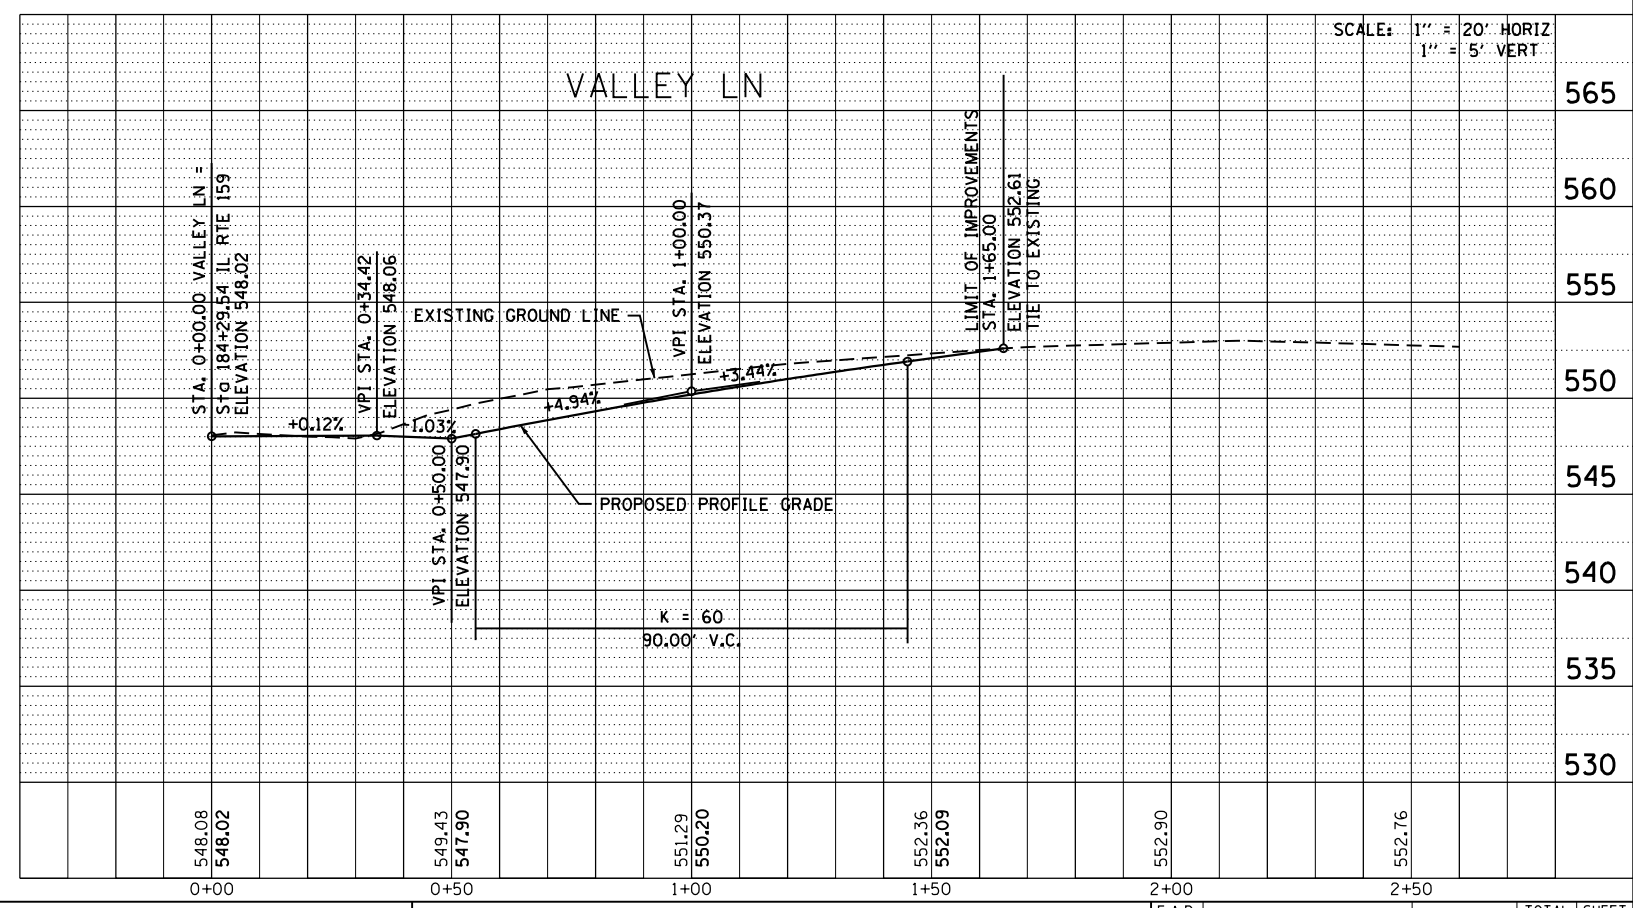 SCALE: 1'' = 20' HORIZ
1'' = 5' VERT
VALLEY LN
565
560
555
550
545
540
535
530
STA. 0+00.00 VALLEY LN =
Sta 184+29.54 IL RTE 159
ELEVATION 548.02
VPI STA. 0+34.42
ELEVATION 548.06
EXISTING GROUND LINE
VPI STA. 1+00.00
ELEVATION 550.37
LIMIT OF IMPROVEMENTS
STA. 1+65.00
ELEVATION 552.61
TIE TO EXISTING
+0.12%
-1.03%
+4.94%
+3.44%
VPI STA. 0+50.00
ELEVATION 547.90
PROPOSED PROFILE GRADE
K = 60
90.00' V.C.
548.08
548.02
549.43
547.90
551.29
550.20
552.36
552.09
552.90
552.76
0+00
0+50
1+00
1+50
2+00
2+50